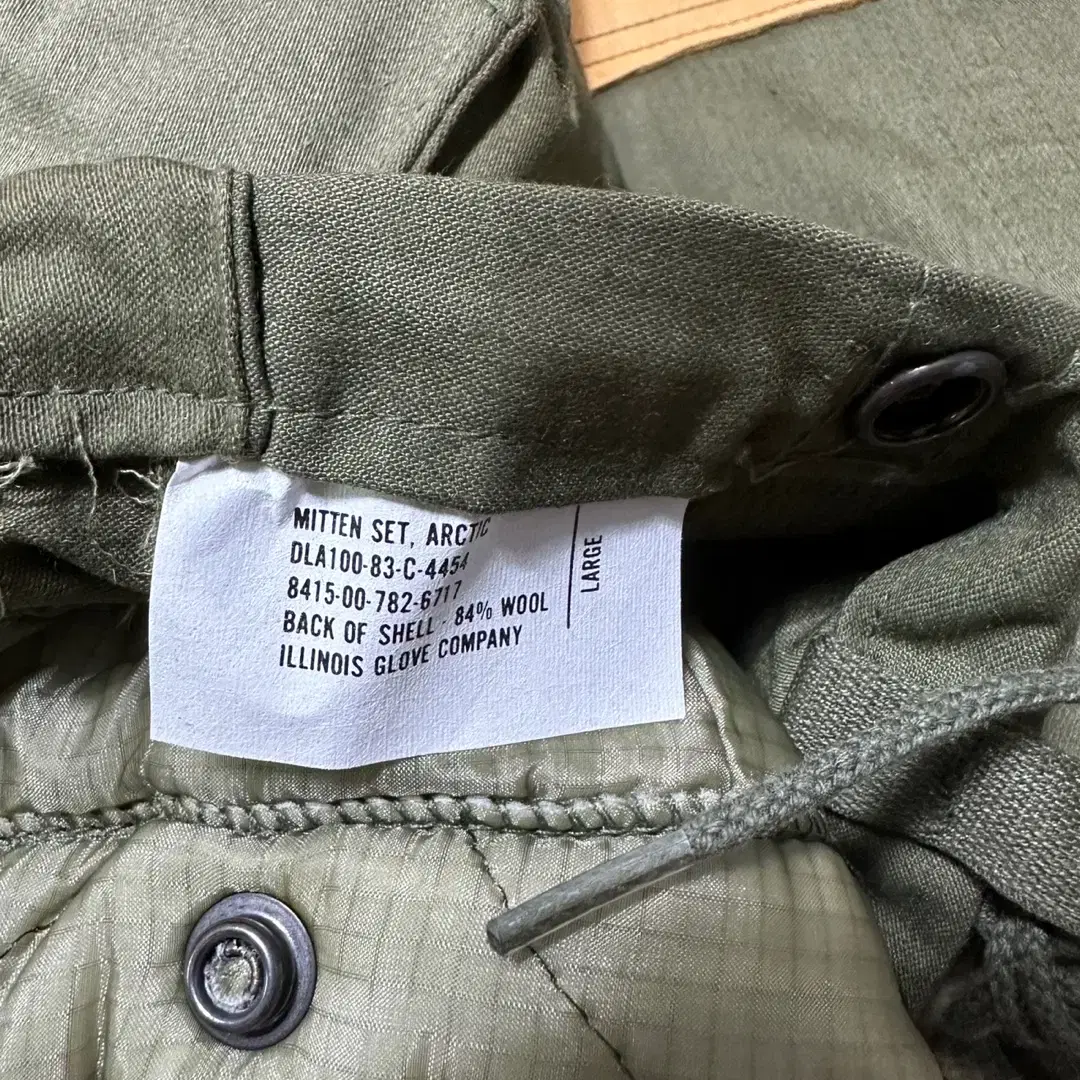 MITTEN SET, ARCTIC
DLA100-83-C-4454
8415-00-782-6717
BACK OF SHELL - 84% WOOL
ILLINOIS GLOVE COMPANY
LARGE